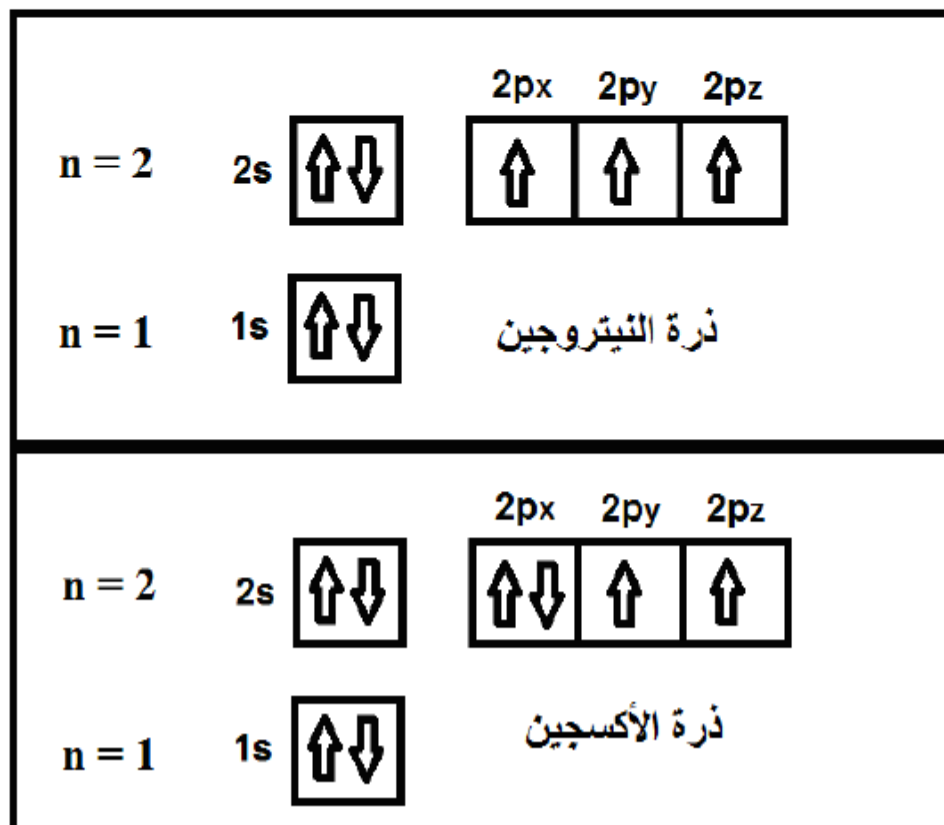 2px 2py 2pz
n = 2 2s
n = 1 1s ذرة النيتروجين
2px 2py 2pz
n = 2 2s
n = 1 1s ذرة الأكسجين